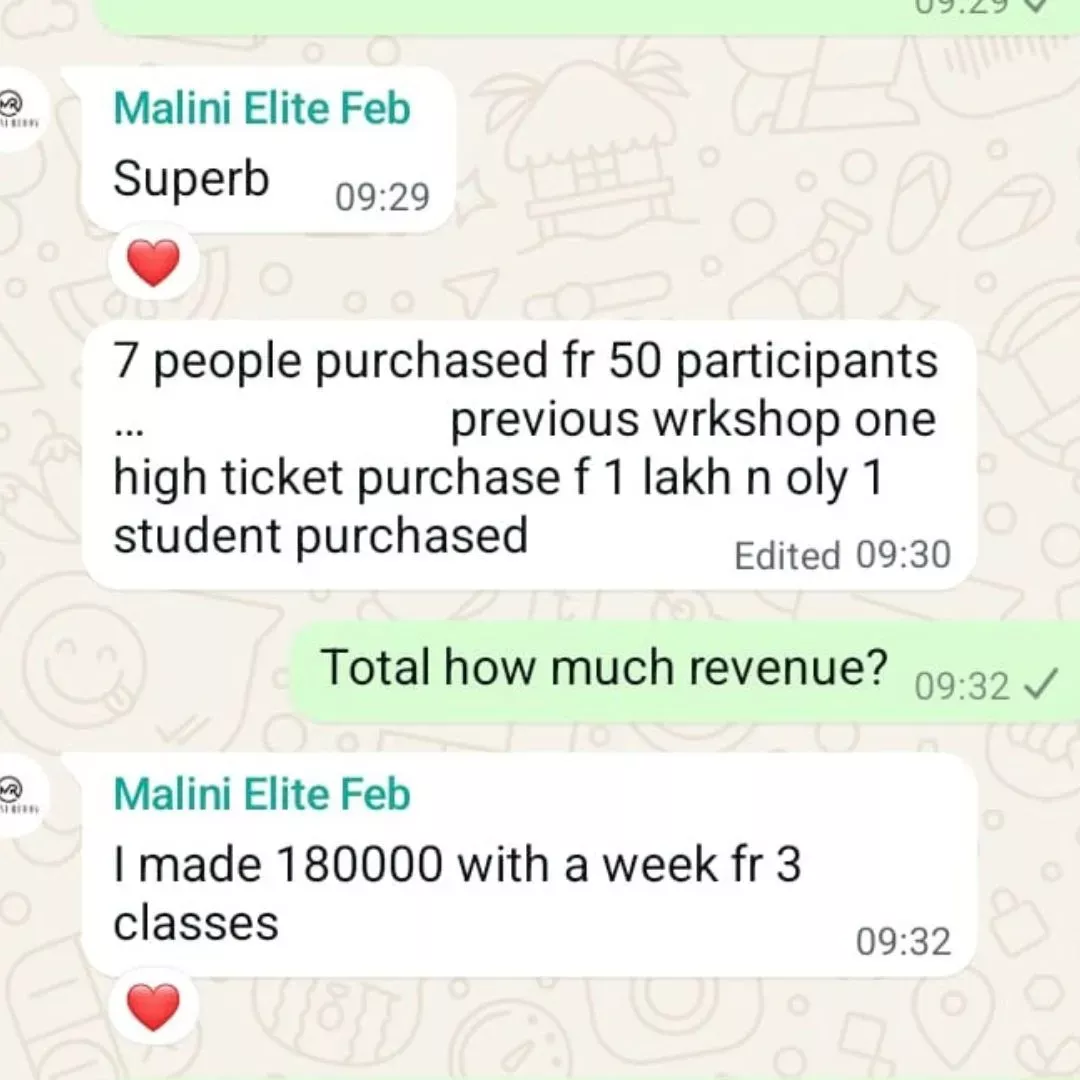 09:29
Malini Elite Feb
Superb 09:29
7 people purchased fr 50 participants
... previous wrkshop one
high ticket purchase f 1 lakh n oly 1
student purchased Edited 09:30
Total how much revenue? 09:32
Malini Elite Feb
I made 180000 with a week fr 3
classes 09:32